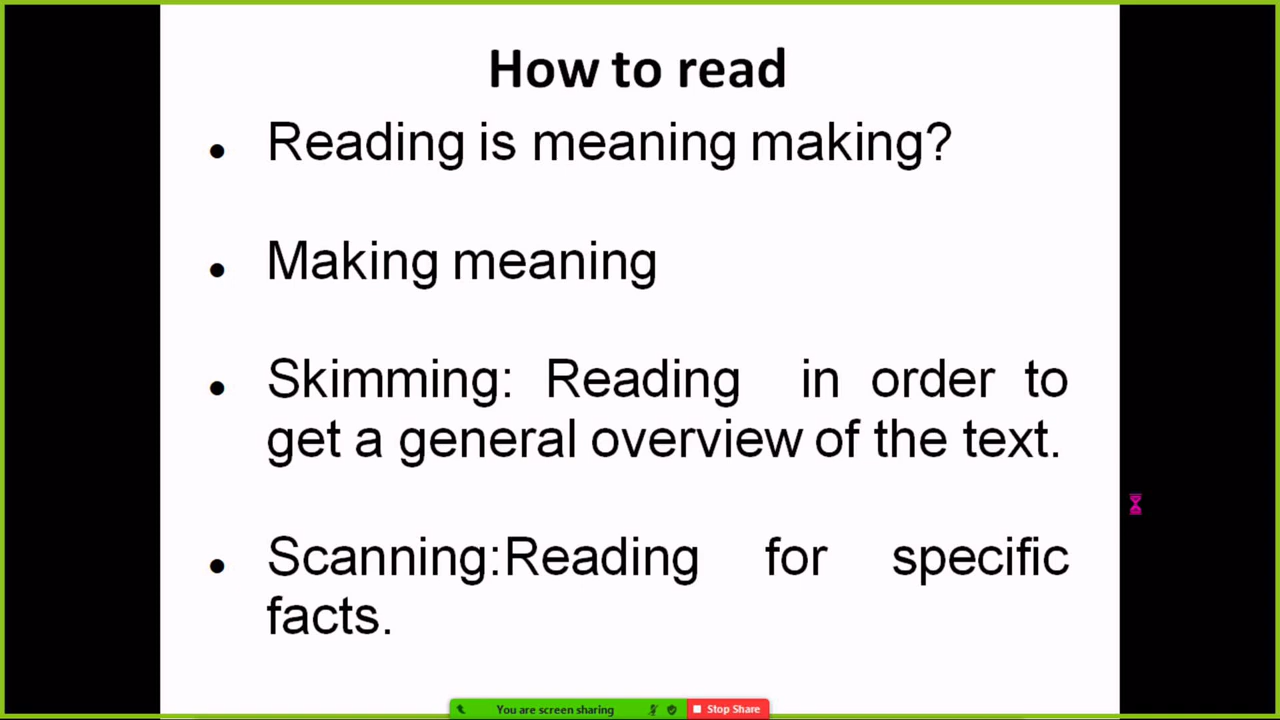 How to read
• Reading is meaning making?
• Making meaning
• Skimming: Reading in order to
get a general overview of the text.
• Scanning:Reading for specific
facts.
You are screen sharing
Stop Share